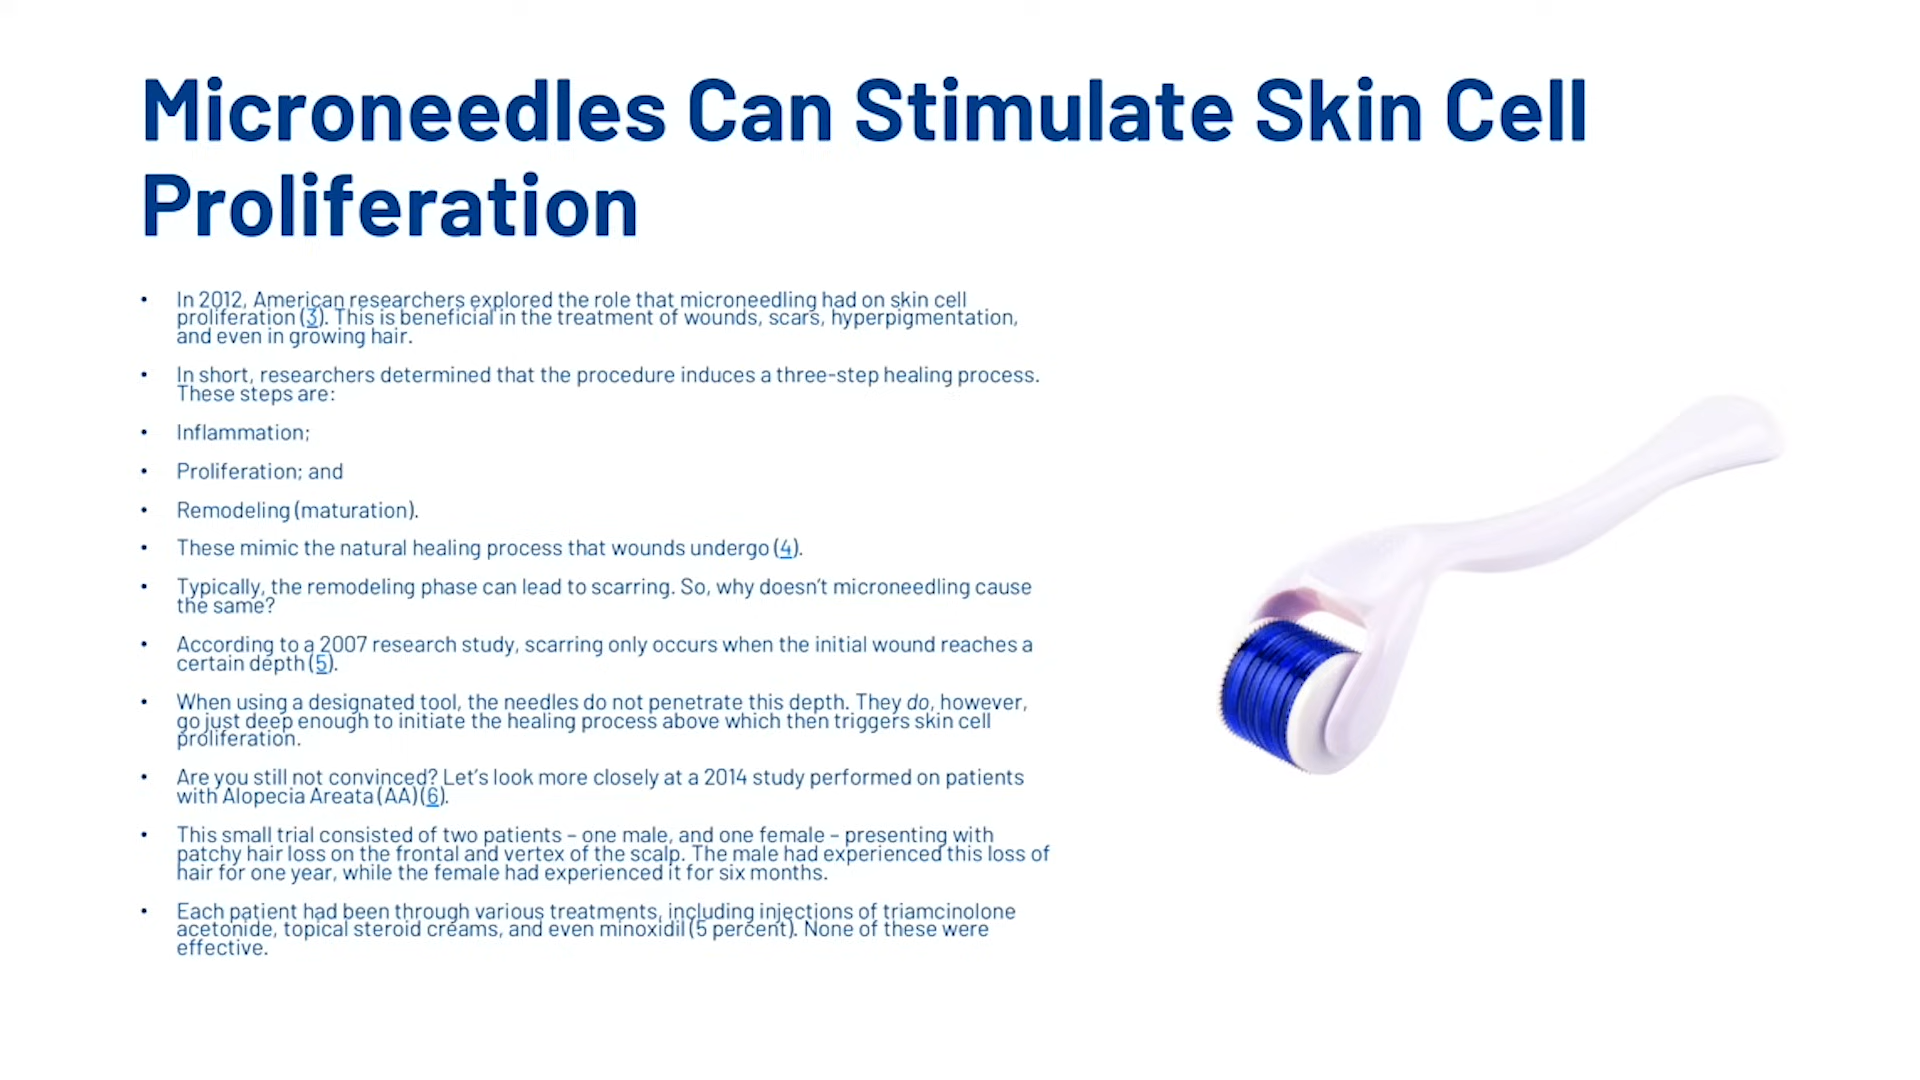 Microneedles Can Stimulate Skin Cell
Proliferation
• In 2012, American researchers explored the role that microneedling had on skin cell
proliferation (3). This is beneficial in the treatment of wounds, scars, hyperpigmentation,
and even in growing hair.
• In short, researchers determined that the procedure induces a three-step healing process.
These steps are:
• Inflammation;
• Proliferation; and
• Remodeling (maturation).
• These mimic the natural healing process that wounds undergo (4).
• Typically, the remodeling phase can lead to scarring. So, why doesn’t microneedling cause
the same?
• According to a 2007 research study, scarring only occurs when the initial wound reaches a
certain depth (5).
• When using a designated tool, the needles do not penetrate this depth. They do, however,
go just deep enough to initiate the healing process above which then triggers skin cell
proliferation.
• Are you still not convinced? Let’s look more closely at a 2014 study performed on patients
with Alopecia Areata (AA) (6).
• This small trial consisted of two patients – one male, and one female – presenting with
patchy hair loss on the frontal and vertex of the scalp. The male had experienced this loss of
hair for one year, while the female had experienced it for six months.
• Each patient had been through various treatments, including injections of triamcinolone
acetonide, topical steroid creams, and even minoxidil (5 percent). None of these were
effective.